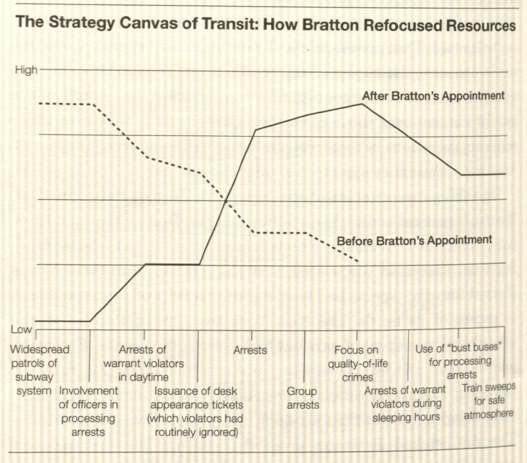 The Strategy Canvas of Transit: How Bratton Refocused Resources
High
After Bratton's Appointment
Before Bratton's Appointment
Low
Widespread
patrols of
subway
system
Involvement
of officers in
processing
arrests
Arrests of
warrant violators
in daytime
Issuance of desk
appearance tickets
(which violators had
routinely ignored)
Arrests
Group
arrests
Focus on
quality-of-life
crimes
Arrests of warrant
violators during
sleeping hours
Use of "bust buses"
for processing
arrests
Train sweeps
for safe
atmosphere